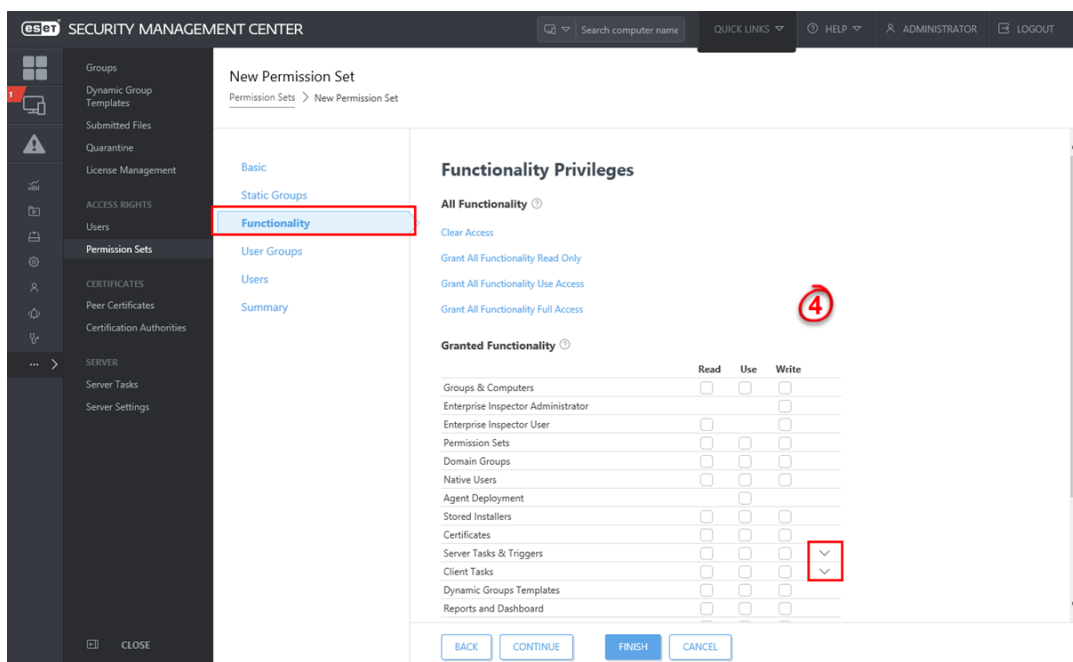 eset SECURITY MANAGEMENT CENTER
Search computer name
QUICK LINKS
HELP
ADMINISTRATOR
LOGOUT
Groups
Dynamic Group
Templates
Submitted Files
Quarantine
License Management
ACCESS RIGHTS
Users
Permission Sets
CERTIFICATES
Peer Certificates
Certification Authorities
SERVER
Server Tasks
Server Settings
CLOSE
New Permission Set
Permission Sets > New Permission Set
Basic
Static Groups
Functionality
User Groups
Users
Summary
Functionality Privileges
All Functionality
Clear Access
Grant All Functionality Read Only
Grant All Functionality Use Access
Grant All Functionality Full Access
4
Granted Functionality
Read Use Write
Groups & Computers
Enterprise Inspector Administrator
Enterprise Inspector User
Permission Sets
Domain Groups
Native Users
Agent Deployment
Stored Installers
Certificates
Server Tasks & Triggers
Client Tasks
Dynamic Groups Templates
Reports and Dashboard
BACK CONTINUE FINISH CANCEL